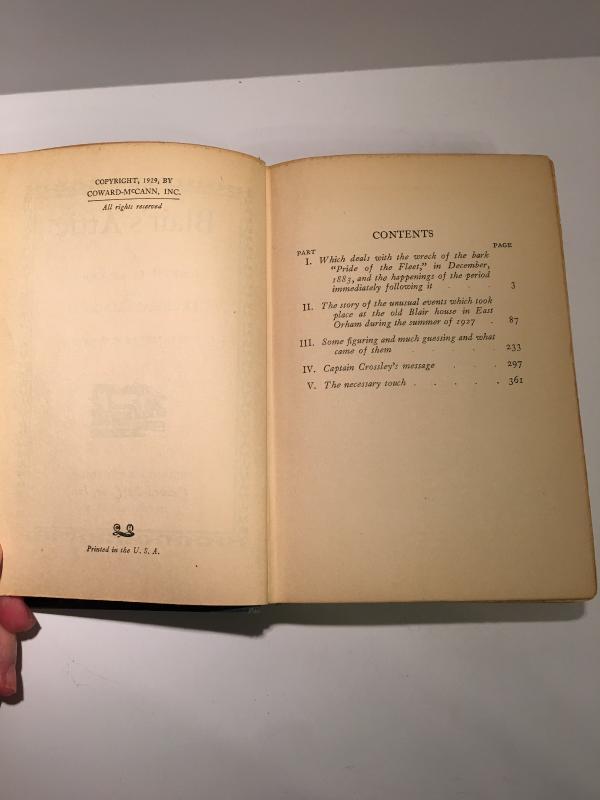 COPYRIGHT, 1929, BY
COWARD-McCANN, INC.
All rights reserved
C M
Printed in the U. S. A.
CONTENTS
PART PAGE
I. Which deals with the wreck of the bark
"Pride of the Fleet," in December,
1883, and the happenings of the period
immediately following it . . . 3
II. The story of the unusual events which took
place at the old Blair house in East
Orham during the summer of 1927 . 87
III. Some figuring and much guessing and what
came of them . . . . . 233
IV. Captain Crossley's message . . . 297
V. The necessary touch . . . . . 361